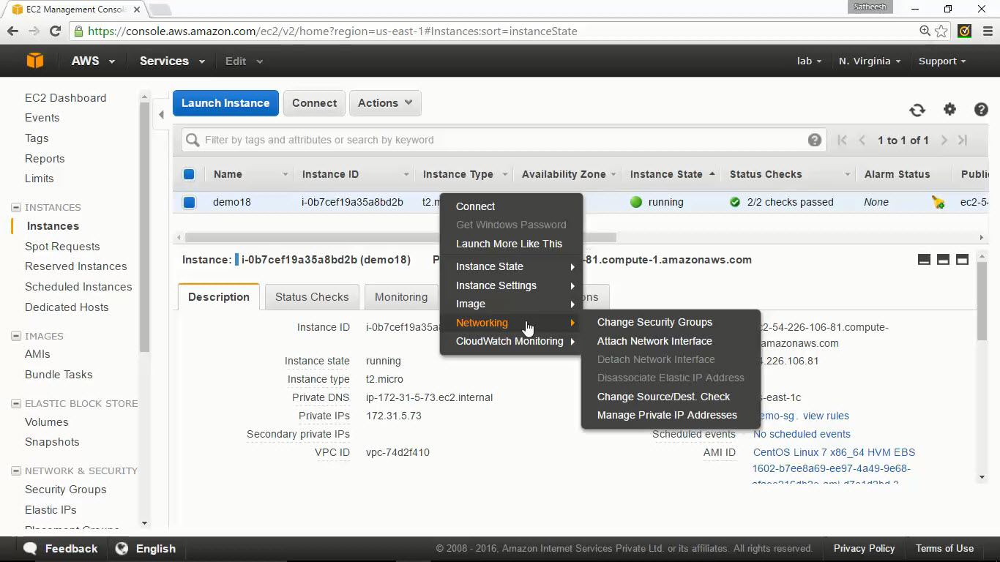 EC2 Management Consol
Satheesh
https://console.aws.amazon.com/ec2/v2/home?region=us-east-1#Instances:sort=instanceState
AWS Services Edit lab N. Virginia Support
EC2 Dashboard
Events
Tags
Reports
Limits
INSTANCES
Instances
Spot Requests
Reserved Instances
Scheduled Instances
Dedicated Hosts
IMAGES
AMIs
Bundle Tasks
ELASTIC BLOCK STORE
Volumes
Snapshots
NETWORK & SECURITY
Security Groups
Elastic IPs
Placement Groups
Launch Instance Connect Actions
Filter by tags and attributes or search by keyword
1 to 1 of 1
Name Instance ID Instance Type Availability Zone Instance State Status Checks Alarm Status Public
demo18 i-0b7cef19a35a8bd2b t2.m running 2/2 checks passed None ec2-54
Connect
Get Windows Password
Launch More Like This
Instance State
Instance Settings
Image
Networking
CloudWatch Monitoring
Change Security Groups
Attach Network Interface
Detach Network Interface
Disassociate Elastic IP Address
Change Source/Dest. Check
Manage Private IP Addresses
Instance: i-0b7cef19a35a8bd2b (demo18) P -81.compute-1.amazonaws.com
Description Status Checks Monitoring ons
Instance ID i-0b7cef19a35a8
Instance state running
Instance type t2.micro
Private DNS ip-172-31-5-73.ec2.internal
Private IPs 172.31.5.73
Secondary private IPs
VPC ID vpc-74d2f410
c2-54-226-106-81.compute-
amazonaws.com
4.226.106.81
s-east-1c
emo-sg. view rules
Scheduled events No scheduled events
AMI ID CentOS Linux 7 x86_64 HVM EBS
1602-b7ee8a69-ee97-4a49-9e68-
Feedback English © 2008 - 2016, Amazon Internet Services Private Ltd. or its affiliates. All rights reserved. Privacy Policy Terms of Use